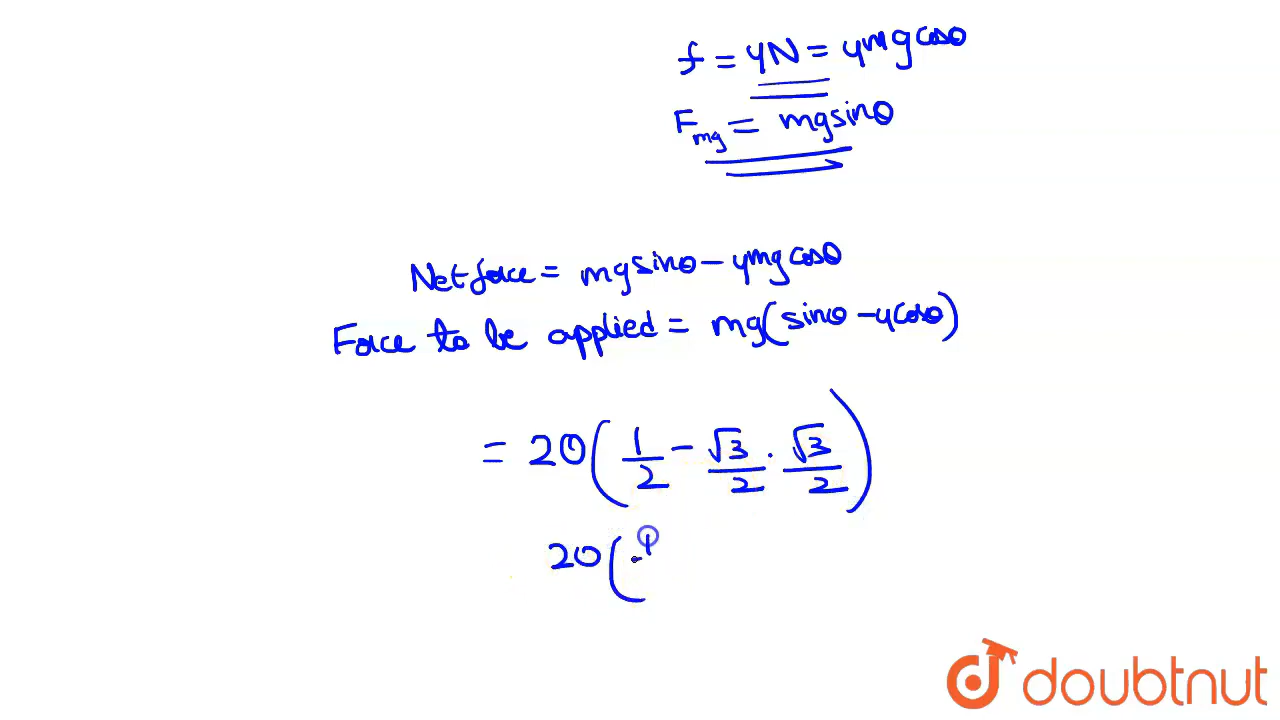 f = μN = μmg cosθ
Fmg = mg sinθ
Net force = mg sinθ – μmg cosθ
Force to be applied = mg(sinθ – μcosθ)
= 20(1/2 – √3/2 . √3/2)
20(
doubtnut